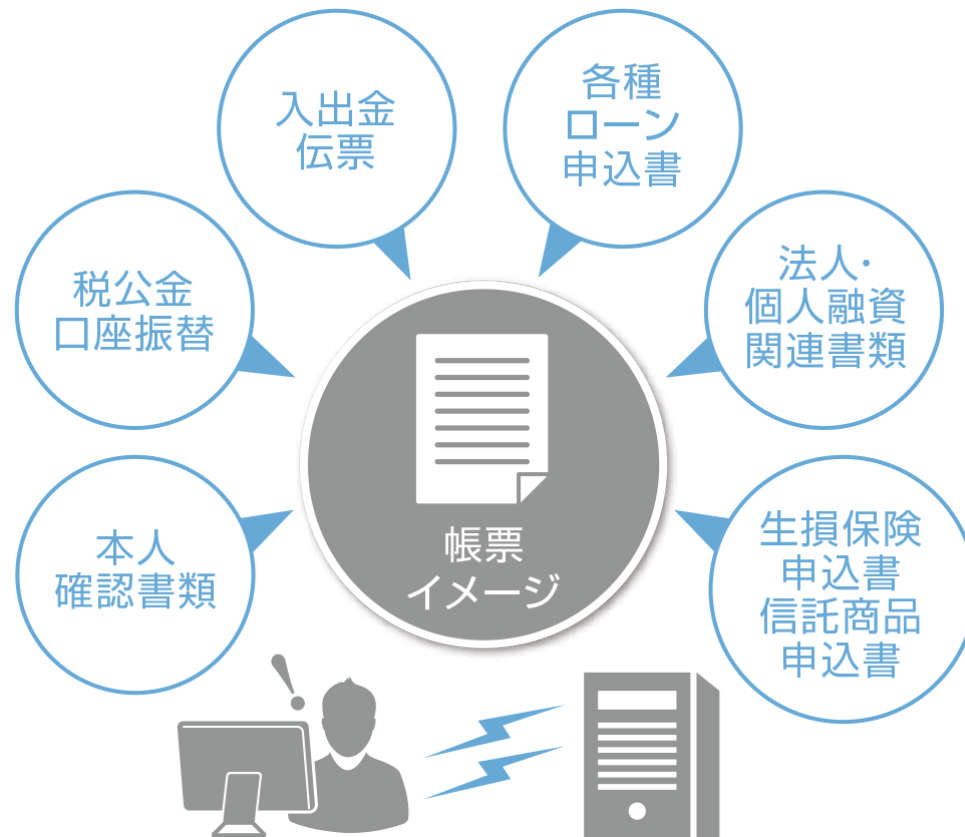 入出金
伝票
各種
ローン
申込書
税公金
口座振替
法人・
個人融資
関連書類
本人
確認書類
帳票
イメージ
生損保険
申込書
信託商品
申込書